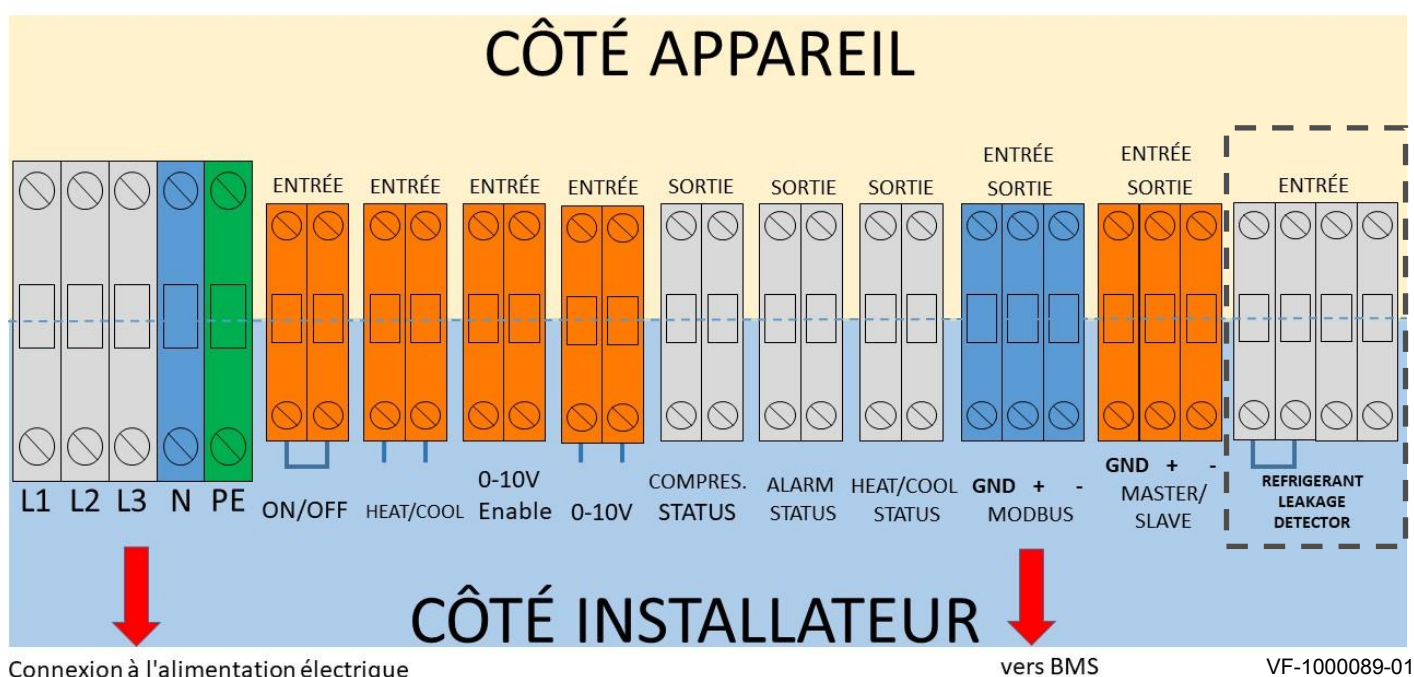 CÔTÉ APPAREIL
ENTRÉE ENTRÉE
ENTRÉE ENTRÉE ENTRÉE ENTRÉE SORTIE SORTIE SORTIE SORTIE SORTIE ENTRÉE
L1 L2 L3 N PE
ON/OFF
HEAT/COOL
0-10V
Enable
0-10V
COMPRES.
STATUS
ALARM
STATUS
HEAT/COOL
STATUS
GND + -
MODBUS
GND + -
MASTER/
SLAVE
REFRIGERANT
LEAKAGE
DETECTOR
CÔTÉ INSTALLATEUR
Connexion à l'alimentation électrique
vers BMS
VF-1000089-01